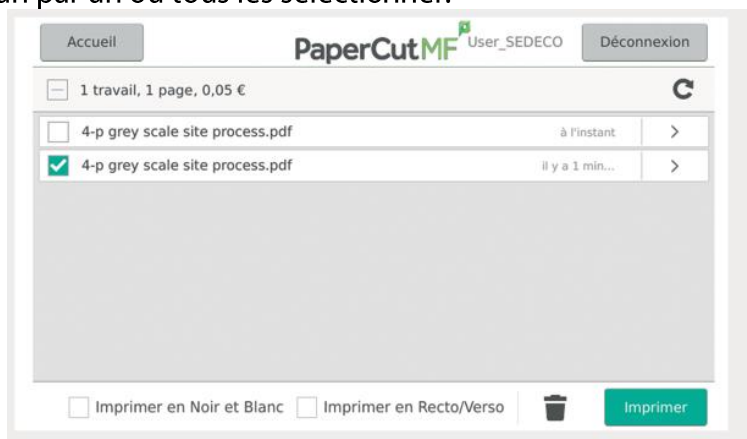 un par un ou tous les sélectionner.
Accueil PaperCutMF User_SEDECO Déconnexion
1 travail, 1 page, 0,05 €
4-p grey scale site process.pdf à l'instant
4-p grey scale site process.pdf il y a 1 min...
Imprimer en Noir et Blanc Imprimer en Recto/Verso Imprimer